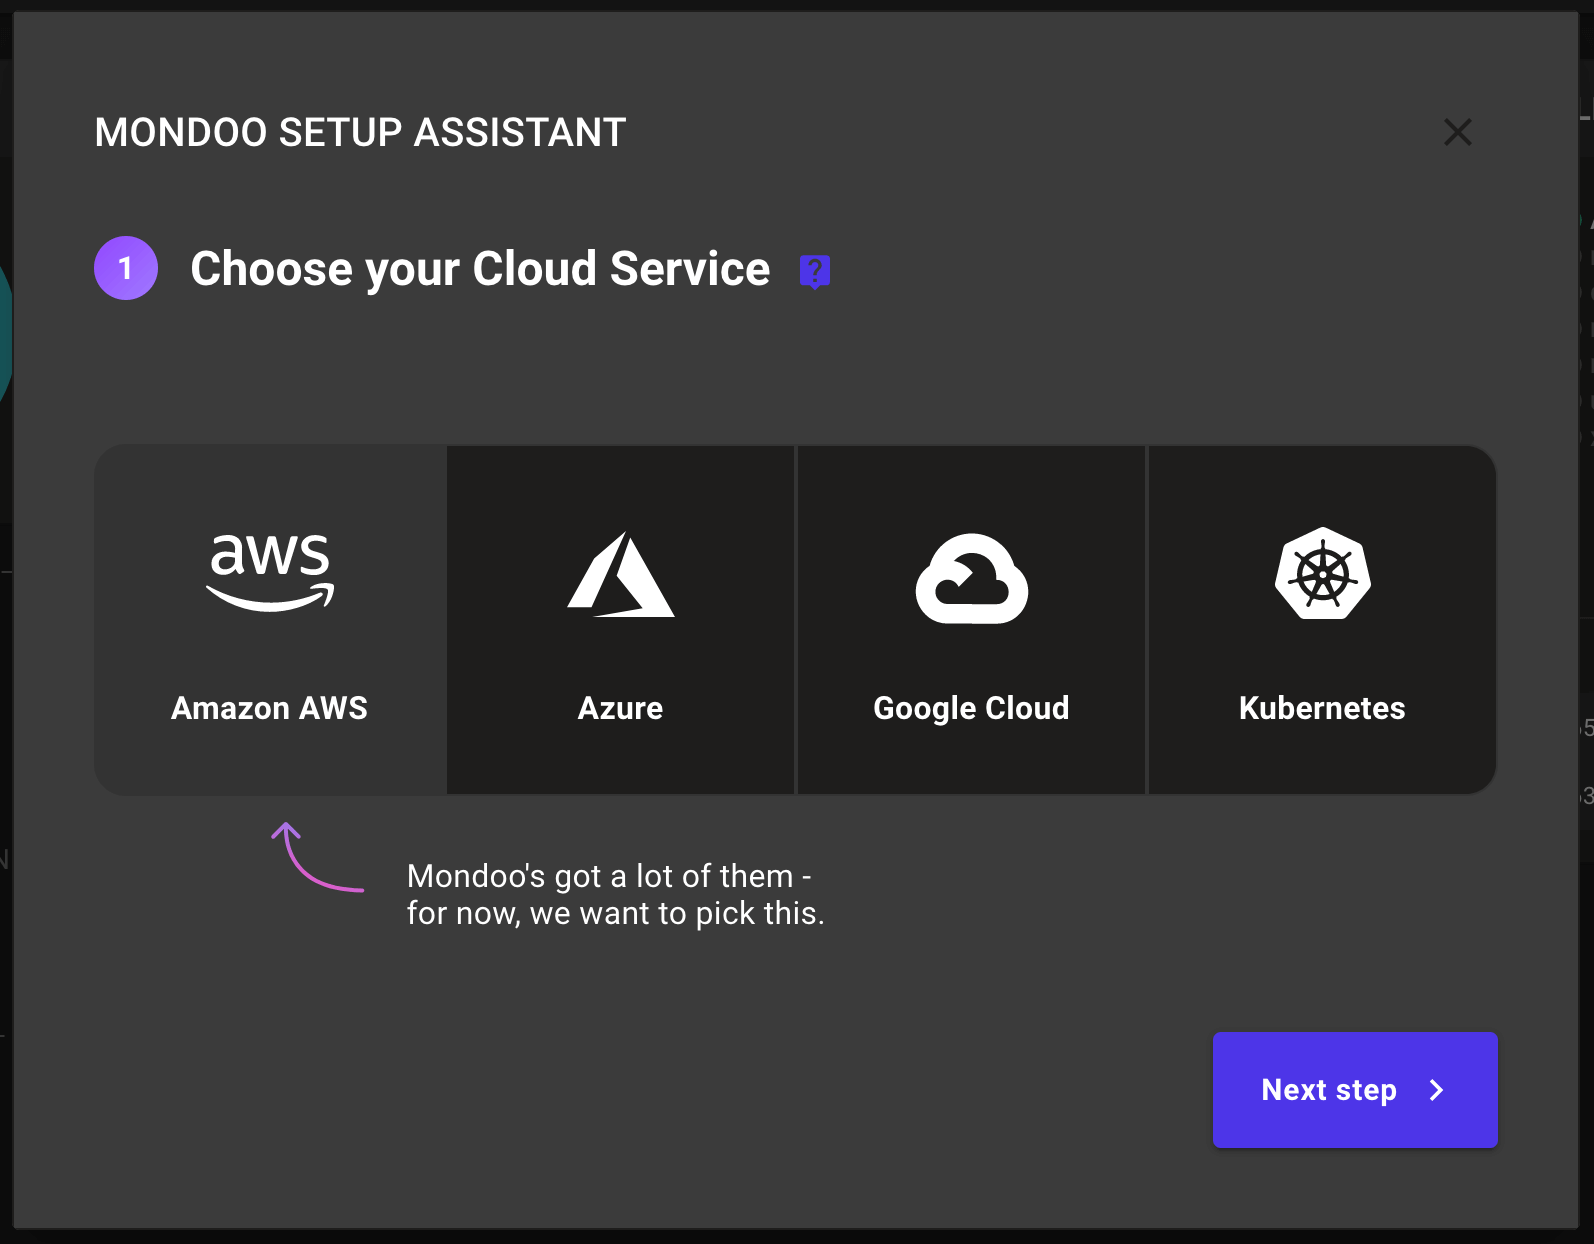 MONDOO SETUP ASSISTANT
1 Choose your Cloud Service ?
aws
Amazon AWS
Azure
Google Cloud
Kubernetes
Mondoo's got a lot of them -
for now, we want to pick this.
Next step